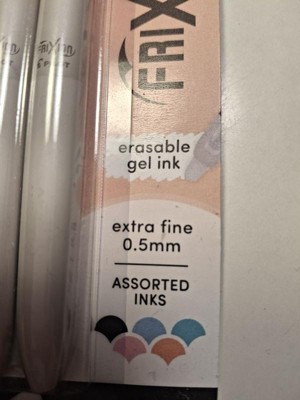 FRIX
erasable
gel ink
extra fine
0.5mm
ASSORTED
INKS